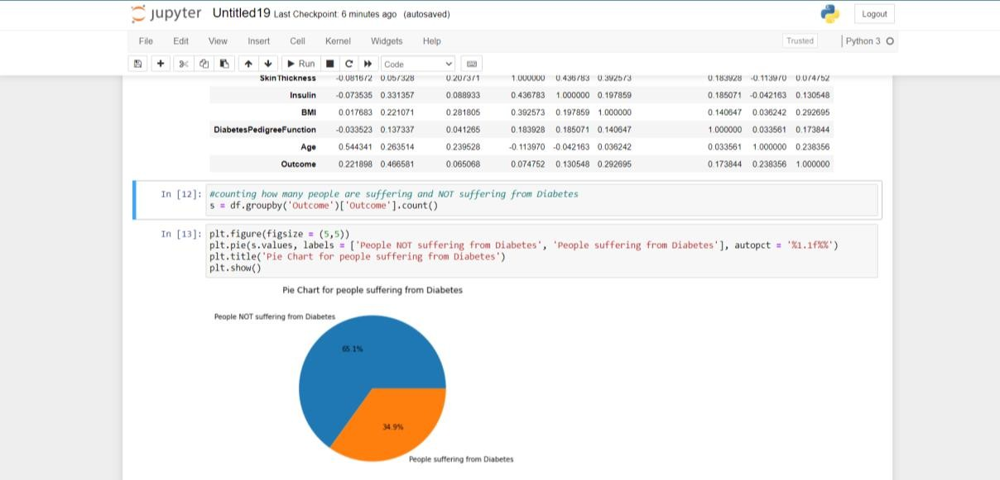 jupyter Untitled19 Last Checkpoint: 6 minutes ago (autosaved) Logout
File Edit View Insert Cell Kernel Widgets Help Trusted Python 3
Run Code
SkinThickness -0.081672 0.057328 0.207371 1.000000 0.436783 0.392573 0.183928 -0.113970 0.074752
Insulin -0.073535 0.331357 0.088933 0.436783 1.000000 0.197859 0.185071 -0.042163 0.130548
BMI 0.017683 0.221071 0.281805 0.392573 0.197859 1.000000 0.140647 0.036242 0.292695
DiabetesPedigreeFunction -0.033523 0.137337 0.041265 0.183928 0.185071 0.140647 1.000000 0.033561 0.173844
Age 0.544341 0.263514 0.239528 -0.113970 -0.042163 0.036242 0.033561 1.000000 0.238356
Outcome 0.221898 0.466581 0.065068 0.074752 0.130548 0.292695 0.173844 0.238356 1.000000
In [12]: #counting how many people are suffering and NOT suffering from Diabetes
s = df.groupby('Outcome')['Outcome'].count()
In [13]: plt.figure(figsize = (5,5))
plt.pie(s.values, labels = ['People NOT suffering from Diabetes', 'People suffering from Diabetes'], autopct = '%1.1f%%')
plt.title('Pie Chart for people suffering from Diabetes')
plt.show()
Pie Chart for people suffering from Diabetes
People NOT suffering from Diabetes
65.1%
34.9%
People suffering from Diabetes